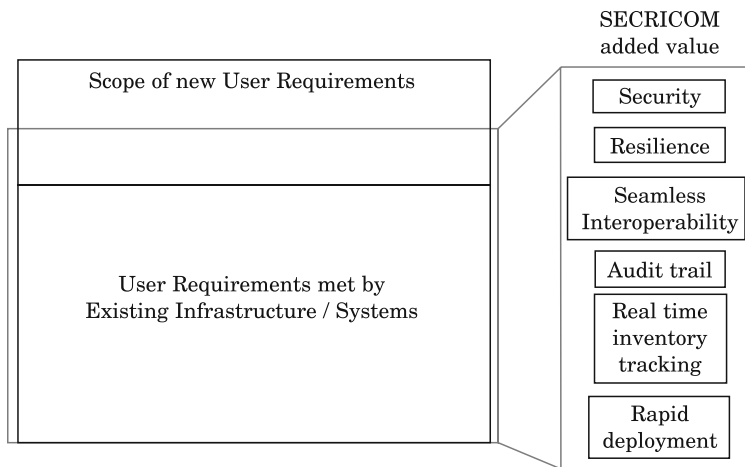 SECRICOM
added value
Scope of new User Requirements
Security
Resilience
Seamless
Interoperability
User Requirements met by
Existing Infrastructure / Systems
Audit trail
Real time
inventory
tracking
Rapid
deployment